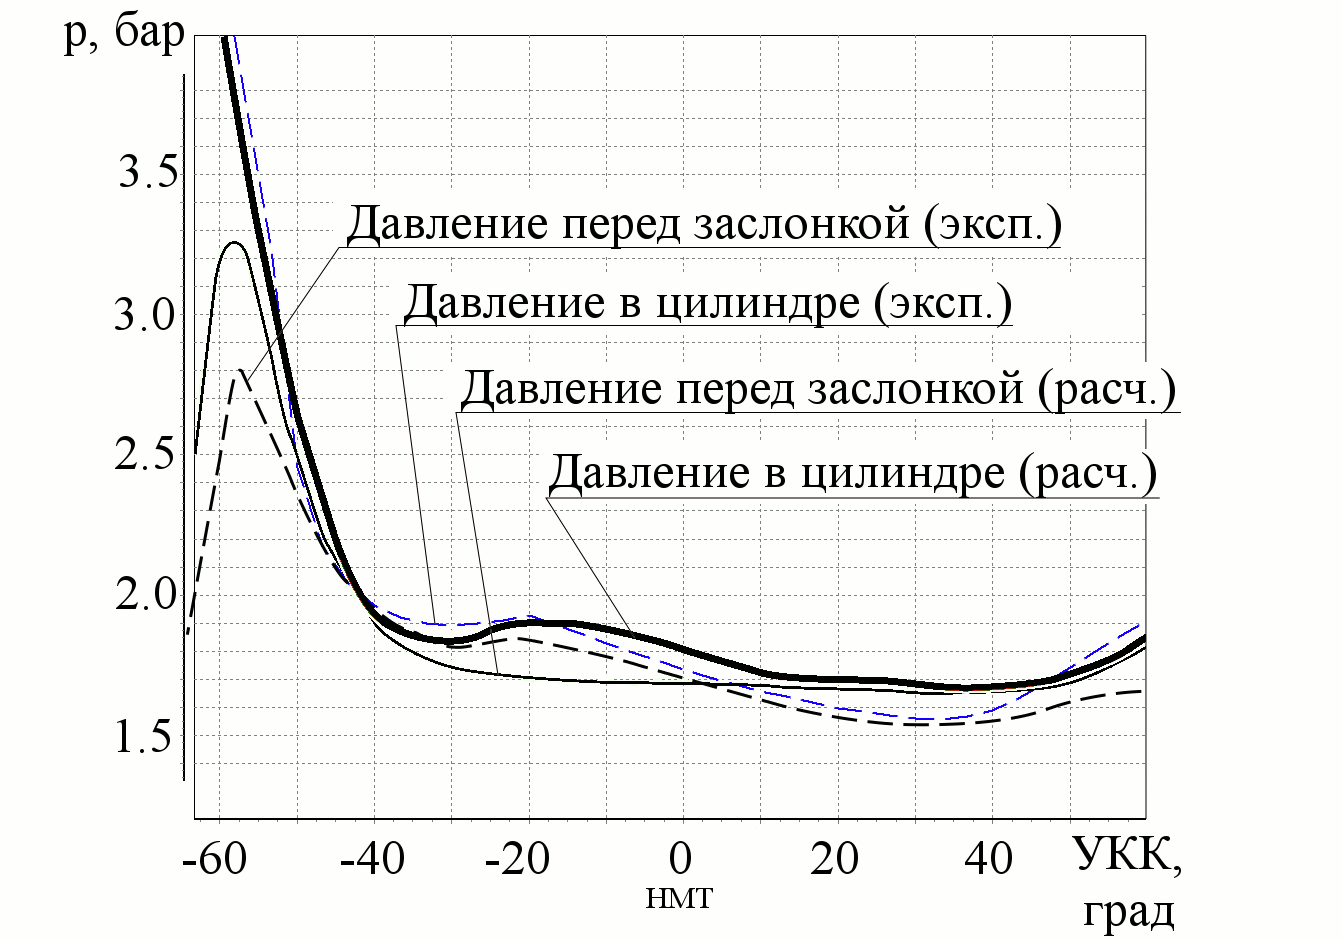 р, бар
3.5
Давление перед заслонкой (эксп.)
3.0
Давление в цилиндре (эксп.)
Давление перед заслонкой (расч.)
2.5
Давление в цилиндре (расч.)
2.0
1.5
-60 -40 -20 0 20 40 УКК,
НМТ
град